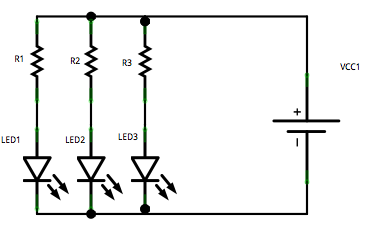 R1
R2
R3
VCC1
LED1
LED2
LED3
+